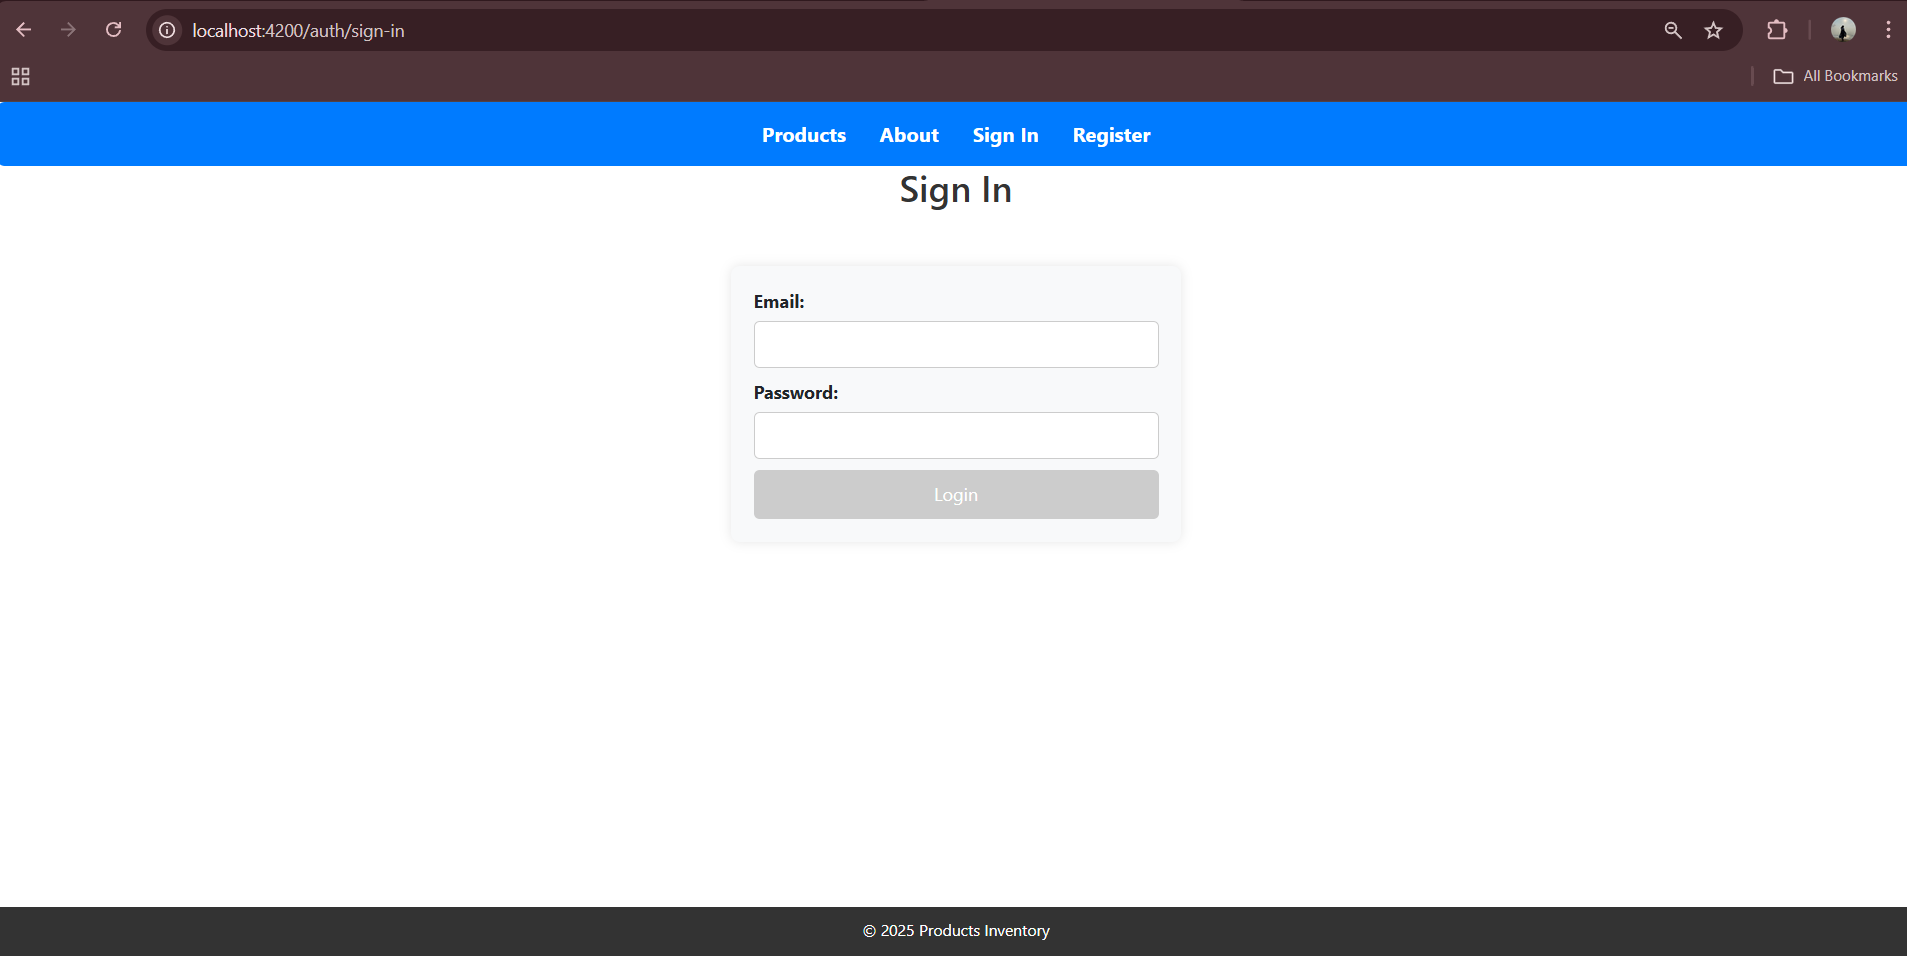 localhost:4200/auth/sign-in
All Bookmarks
Products About Sign In Register
Sign In
Email:
Password:
Login
© 2025 Products Inventory